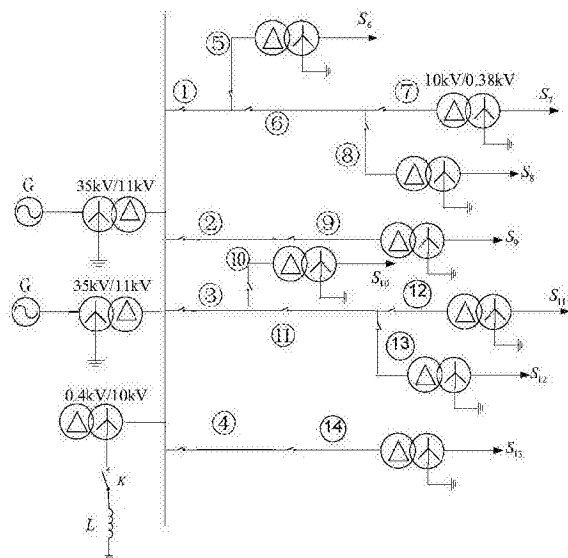 S₆
⑤
①
⑥
⑦
10kV/0.38kV
S₇
⑧
S₈
35kV/11kV
G
②
⑨
S₉
⑩
S₁₀
35kV/11kV
G
③
⑪
⑫
S₁₁
⑬
S₁₂
0.4kV/10kV
④
⑭
S₁₃
K
L